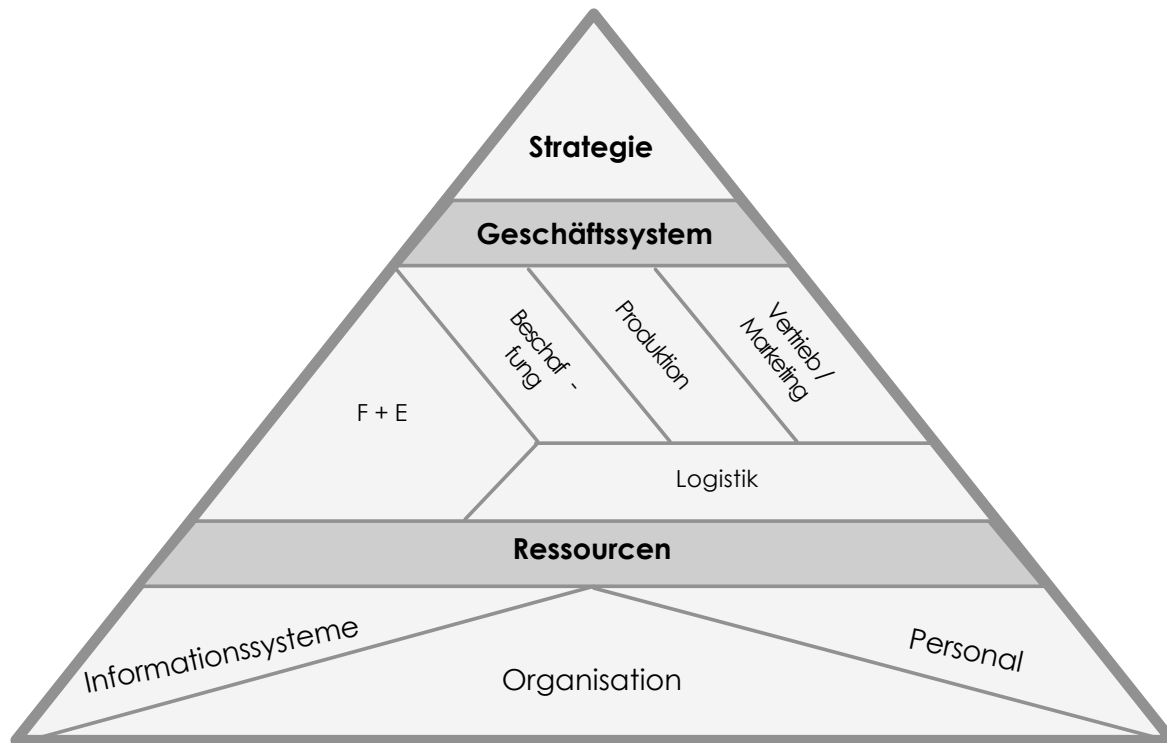 Strategie
Geschäftssystem
Beschaf -
fung
Produktion
Vertrieb /
Marketing
F + E
Logistik
Ressourcen
Informationssysteme
Personal
Organisation